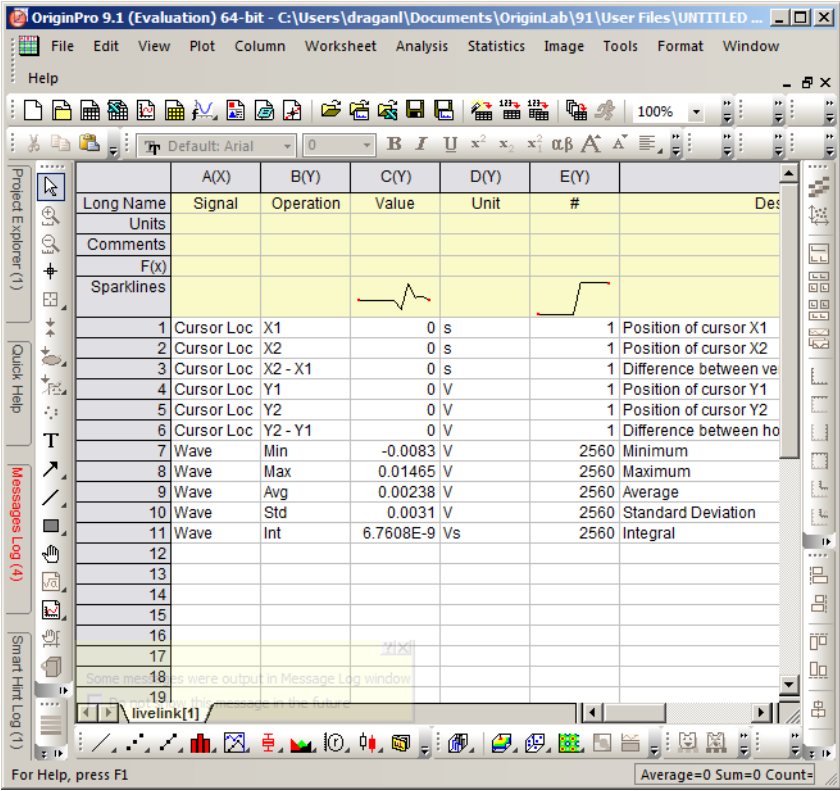 OriginPro 9.1 (Evaluation) 64-bit - C:\Users\draganl\Documents\OriginLab\91\User Files\UNTITLED ...
File Edit View Plot Column Worksheet Analysis Statistics Image Tools Format Window
Help
100%
Default: Arial 0 B I U x² x₂ x²₁ αβ A A
A(X) B(Y) C(Y) D(Y) E(Y)
Long Name Signal Operation Value Unit # Des
Units
Comments
F(x)
Sparklines
1 Cursor Loc X1 0 s 1 Position of cursor X1
2 Cursor Loc X2 0 s 1 Position of cursor X2
3 Cursor Loc X2 - X1 0 s 1 Difference between ve
4 Cursor Loc Y1 0 V 1 Position of cursor Y1
5 Cursor Loc Y2 0 V 1 Position of cursor Y2
6 Cursor Loc Y2 - Y1 0 V 1 Difference between ho
7 Wave Min -0.0083 V 2560 Minimum
8 Wave Max 0.01465 V 2560 Maximum
9 Wave Avg 0.00238 V 2560 Average
10 Wave Std 0.0031 V 2560 Standard Deviation
11 Wave Int 6.7608E-9 Vs 2560 Integral
12
13
14
15
16
17
18
19
Some messages were output in Message Log window
Do not show this message in the future
livelink[1]
Project Explorer (1)
Quick Help
Messages Log (4)
Smart Hint Log (1)
T
For Help, press F1
Average=0 Sum=0 Count=